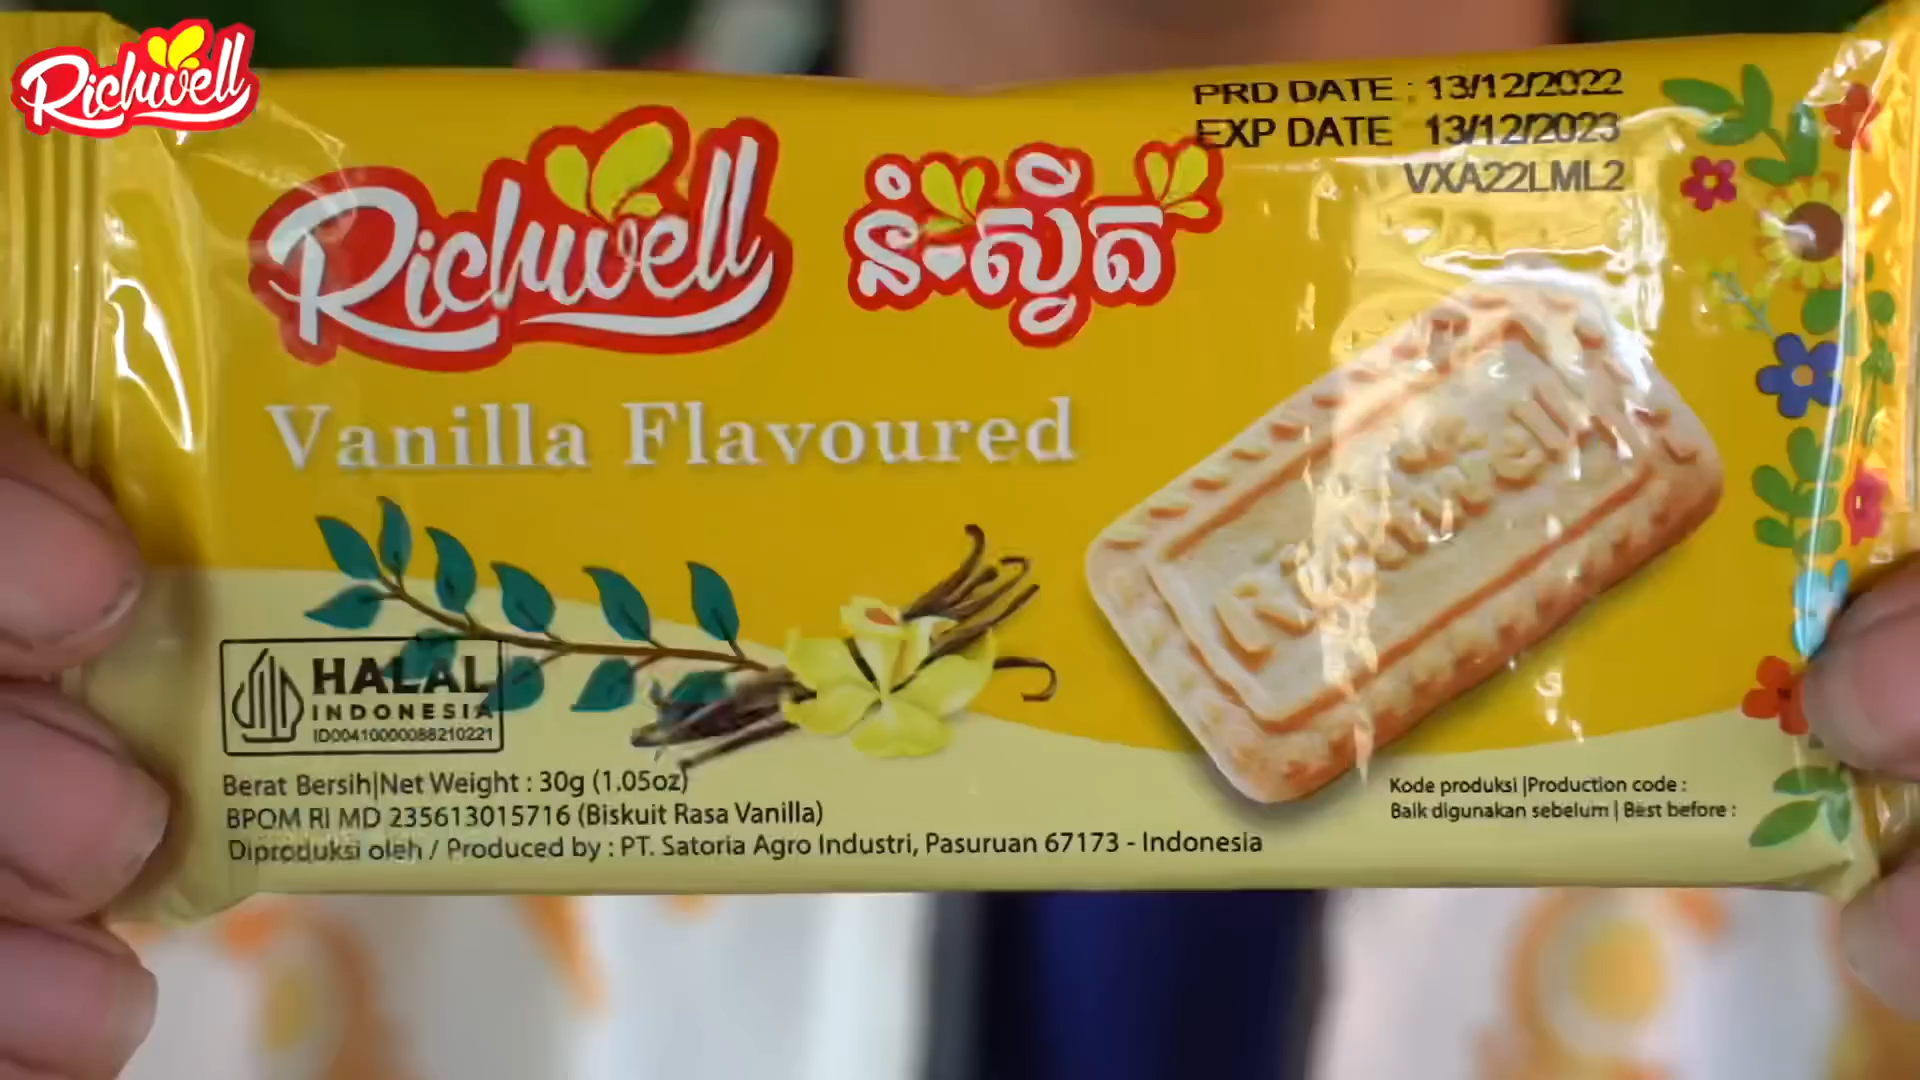 Richwell
PRD DATE : 13/12/2022
EXP DATE 13/12/2023
VXA22LML2
Richwell
នំស្ងួត
Vanilla Flavoured
Richwell
HALAL
INDONESIA
ID00410000088210221
Berat Bersih|Net Weight : 30g (1.05oz)
BPOM RI MD 235613015716 (Biskuit Rasa Vanilla)
Diproduksi oleh / Produced by : PT. Satoria Agro Industri, Pasuruan 67173 - Indonesia
Kode produksi |Production code :
Baik digunakan sebelum | Best before :